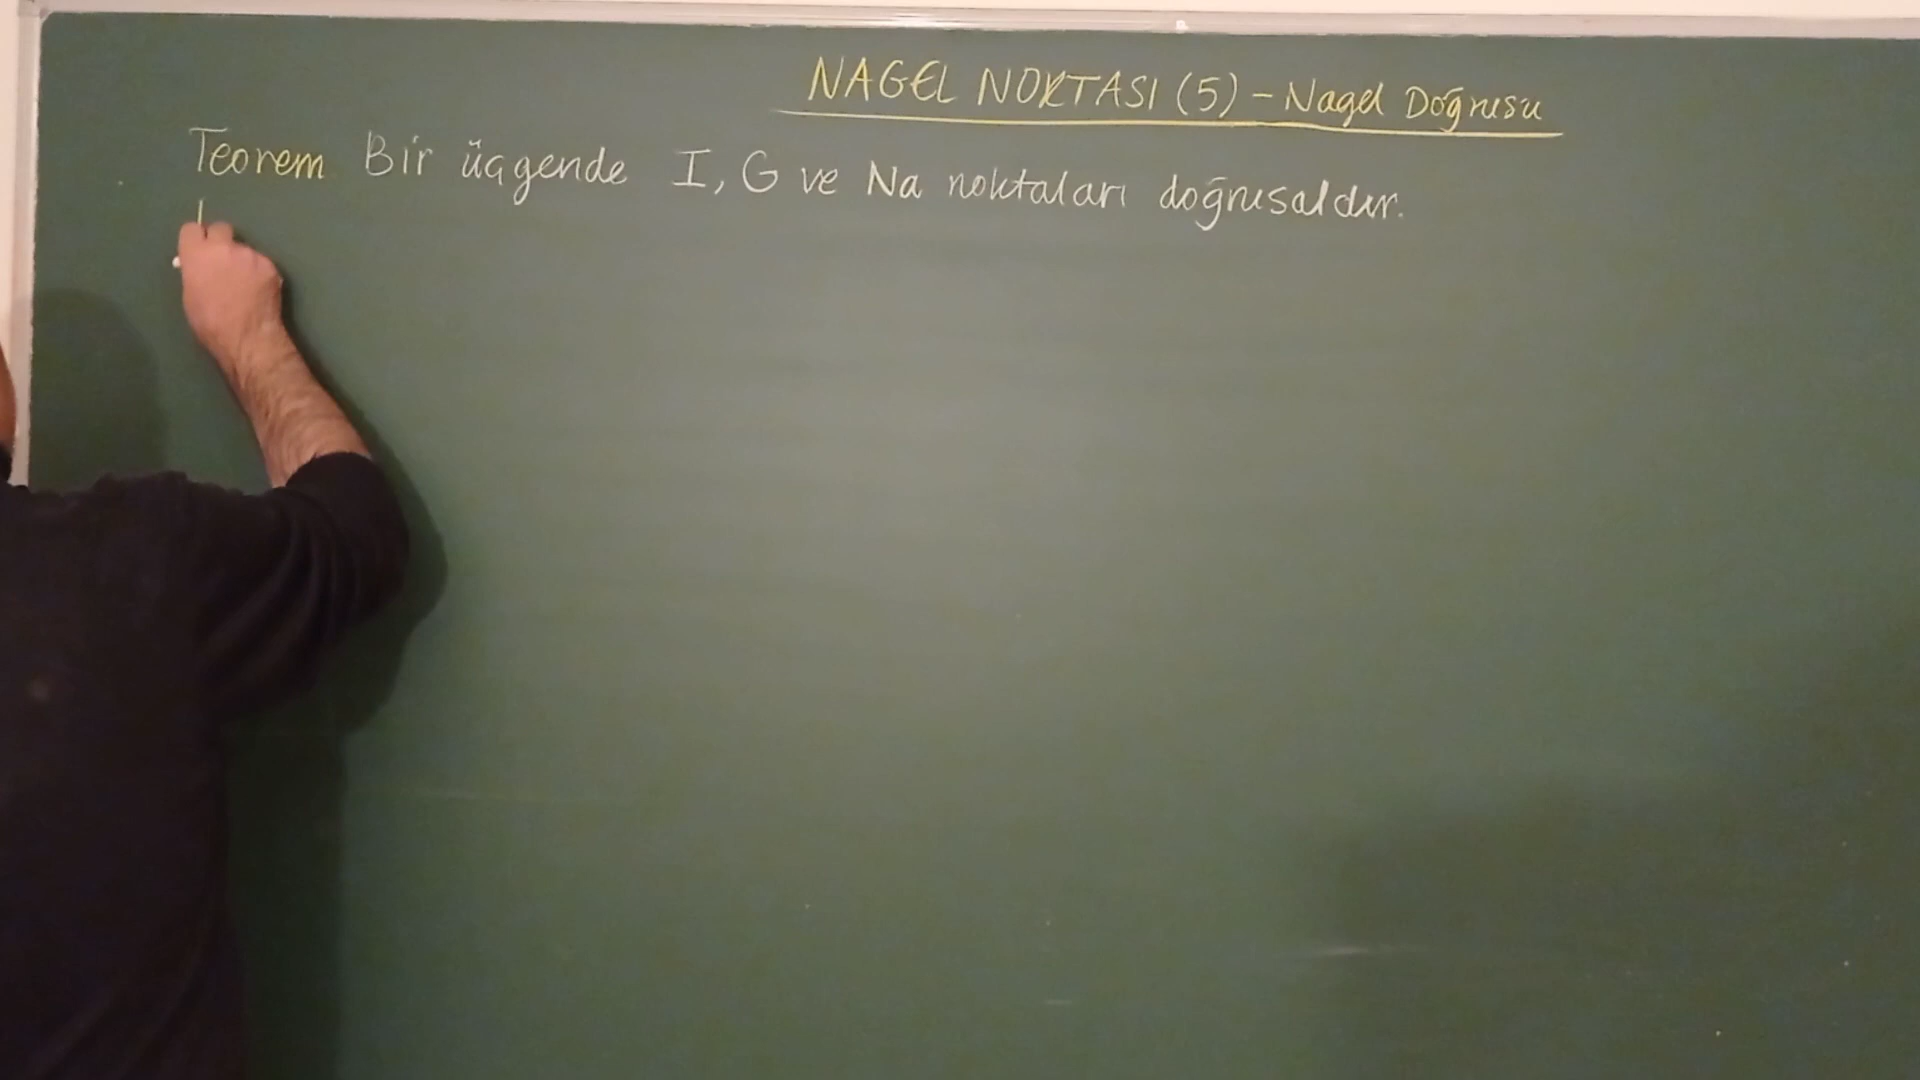 NAGEL NOKTASI (5) - Nagel Doğrusu
Teorem Bir üçgende I, G ve Na noktaları doğrusaldır.